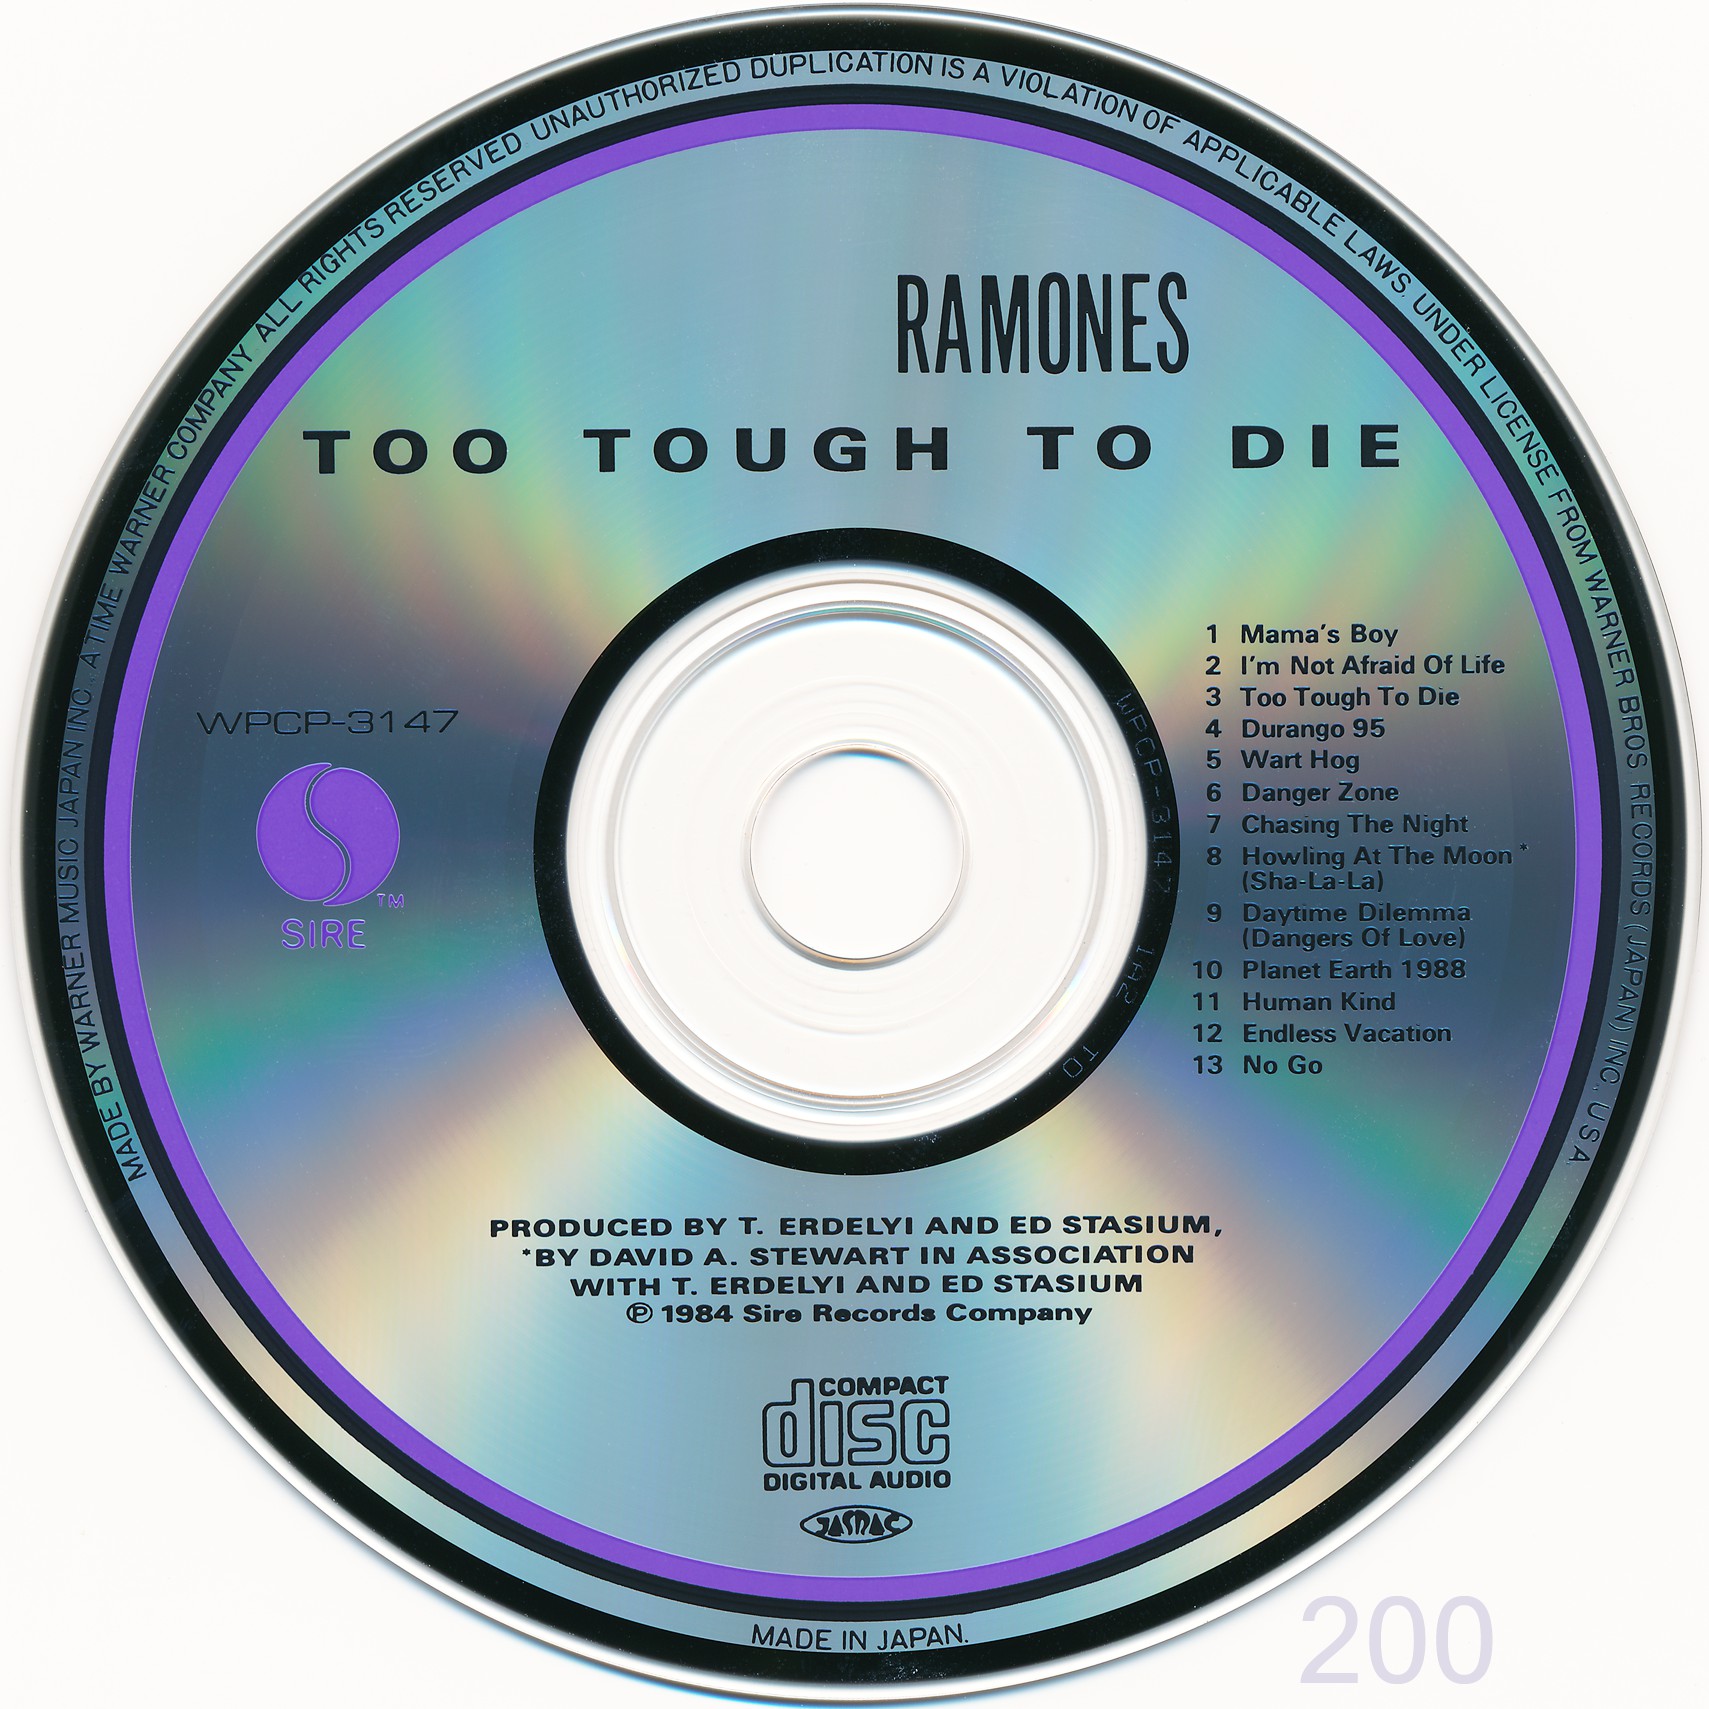 MADE BY WARNER MUSIC JAPAN INC., A TIME WARNER COMPANY. ALL RIGHTS RESERVED. UNAUTHORIZED DUPLICATION IS A VIOLATION OF APPLICABLE LAWS. UNDER LICENSE FROM WARNER BROS. RECORDS (JAPAN) INC., U.S.A.
RAMONES
TOO TOUGH TO DIE
WPCP-3147
SIRE
TM
1 Mama's Boy
2 I'm Not Afraid Of Life
3 Too Tough To Die
4 Durango 95
5 Wart Hog
6 Danger Zone
7 Chasing The Night
8 Howling At The Moon *
(Sha-La-La)
9 Daytime Dilemma
(Dangers Of Love)
10 Planet Earth 1988
11 Human Kind
12 Endless Vacation
13 No Go
WPCP-3147 1A2 TO
PRODUCED BY T. ERDELYI AND ED STASIUM,
*BY DAVID A. STEWART IN ASSOCIATION
WITH T. ERDELYI AND ED STASIUM
℗ 1984 Sire Records Company
COMPACT
disc
DIGITAL AUDIO
JASRAC
MADE IN JAPAN.
200